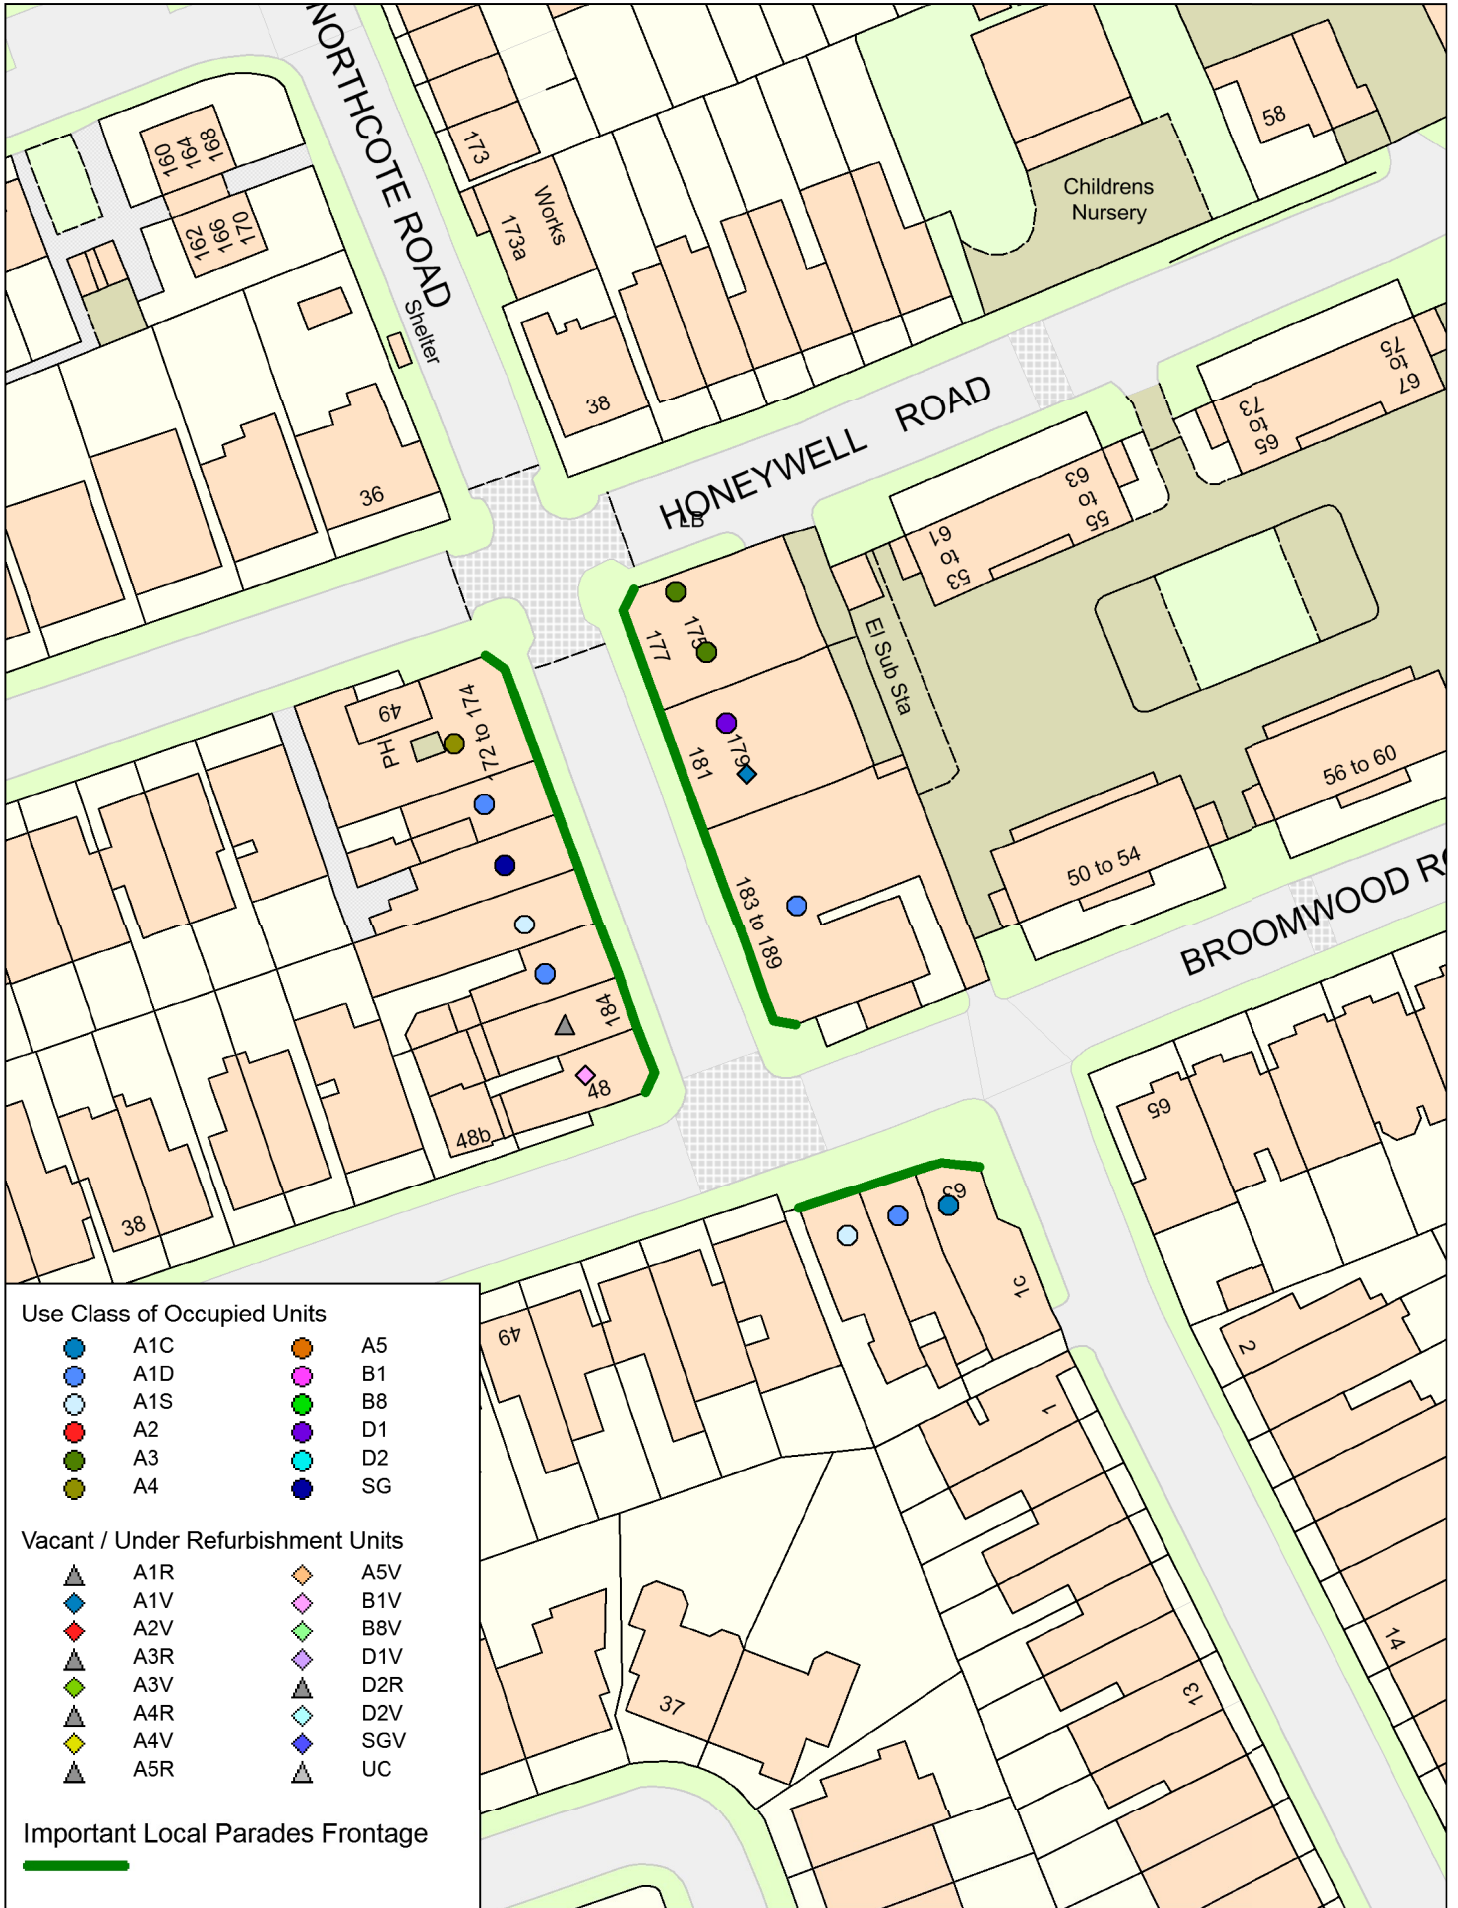 NORTHCOTE ROAD
160
164
168
162
166
170
173
Works
173a
Shelter
58
Childrens
Nursery
36
38
HONEYWELL ROAD
LB
75
to
67
73
to
65
63
to
55
61
to
53
El Sub Sta
175
177
179
181
183 to 189
172 to 174
49
PH
184
48
48b
38
56 to 60
50 to 54
BROOMWOOD RO
65
63
1c
49
1
2
13
14
37
Use Class of Occupied Units
A1C A5
A1D B1
A1S B8
A2 D1
A3 D2
A4 SG
Vacant / Under Refurbishment Units
A1R A5V
A1V B1V
A2V B8V
A3R D1V
A3V D2R
A4R D2V
A4V SGV
A5R UC
Important Local Parades Frontage